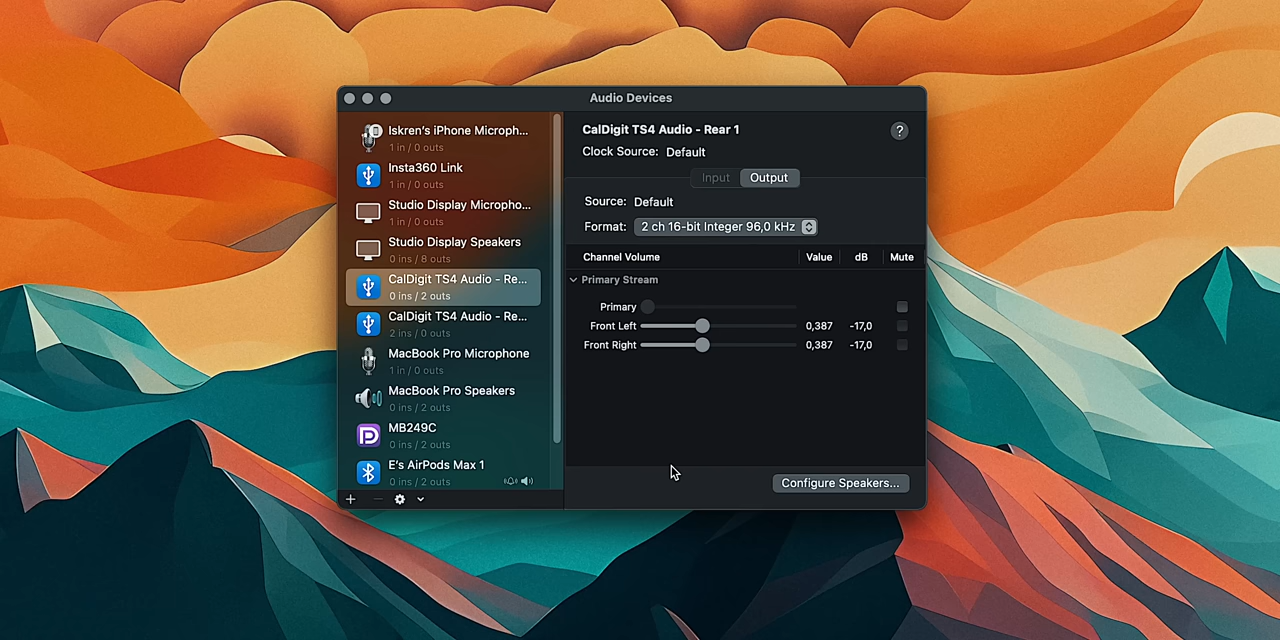 Audio Devices
Iskren's iPhone Microph...
1 in / 0 outs
Insta360 Link
1 in / 0 outs
Studio Display Micropho...
1 in / 0 outs
Studio Display Speakers
0 ins / 8 outs
CalDigit TS4 Audio - Re...
0 ins / 2 outs
CalDigit TS4 Audio - Re...
2 ins / 0 outs
MacBook Pro Microphone
1 in / 0 outs
MacBook Pro Speakers
0 ins / 2 outs
MB249C
0 ins / 2 outs
E's AirPods Max 1
0 ins / 2 outs
CalDigit TS4 Audio - Rear 1
?
Clock Source: Default
Input Output
Source: Default
Format: 2 ch 16-bit Integer 96,0 kHz
Channel Volume Value dB Mute
Primary Stream
Primary
Front Left 0,387 -17,0
Front Right 0,387 -17,0
Configure Speakers...